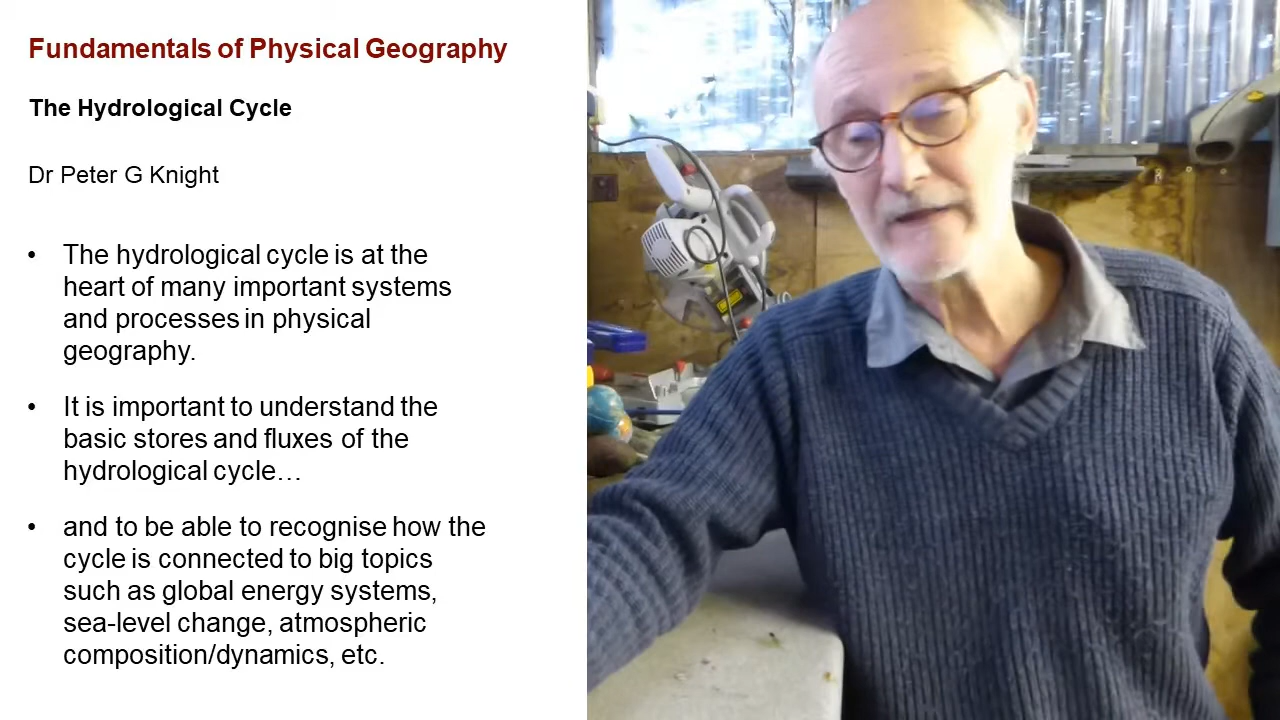 Fundamentals of Physical Geography
The Hydrological Cycle
Dr Peter G Knight
• The hydrological cycle is at the
heart of many important systems
and processes in physical
geography.
• It is important to understand the
basic stores and fluxes of the
hydrological cycle…
• and to be able to recognise how the
cycle is connected to big topics
such as global energy systems,
sea-level change, atmospheric
composition/dynamics, etc.